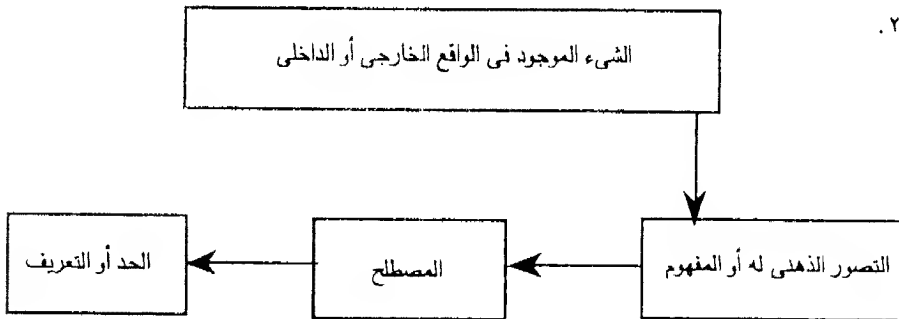 ٢.
الشىء الموجود فى الواقع الخارجى أو الداخلى
التصور الذهنى له أو المفهوم
المصطلح
الحد أو التعريف